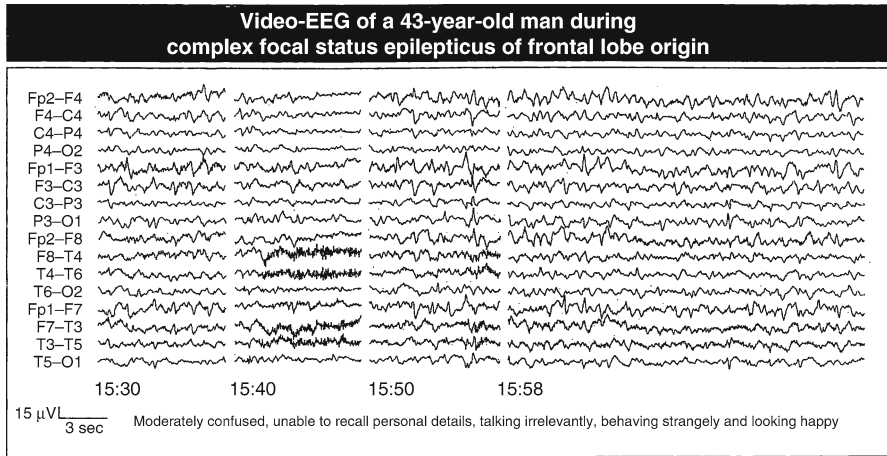 Video-EEG of a 43-year-old man during
complex focal status epilepticus of frontal lobe origin
Fp2–F4
F4–C4
C4–P4
P4–O2
Fp1–F3
F3–C3
C3–P3
P3–O1
Fp2–F8
F8–T4
T4–T6
T6–O2
Fp1–F7
F7–T3
T3–T5
T5–O1
15:30 15:40 15:50 15:58
15 μV
3 sec
Moderately confused, unable to recall personal details, talking irrelevantly, behaving strangely and looking happy